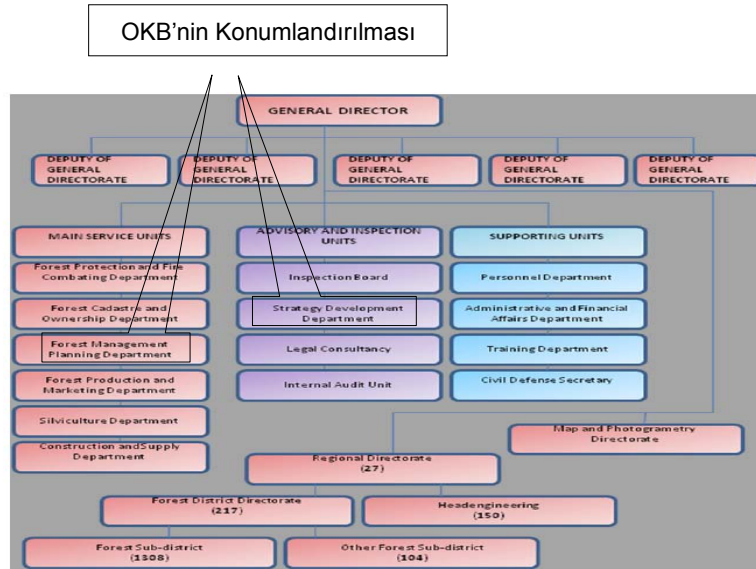 OKB’nin Konumlandırılması
GENERAL DIRECTOR
DEPUTY OF
GENERAL
DIRECTORATE
DEPUTY OF
GENERAL
DIRECTORATE
DEPUTY OF
GENERAL
DIRECTORATE
DEPUTY OF
GENERAL
DIRECTORATE
DEPUTY OF
GENERAL
DIRECTORATE
MAIN SERVICE UNITS
Forest Protection and Fire
Combating Department
Forest Cadastre and
Ownership Department
Forest Management
Planning Department
Forest Production and
Marketing Department
Silviculture Department
Construction and Supply
Department
ADVISORY AND INSPECTION
UNITS
Inspection Board
Strategy Development
Department
Legal Consultancy
Internal Audit Unit
SUPPORTING UNITS
Personnel Department
Administrative and Financial
Affairs Department
Training Department
Civil Defense Secretary
Map and Photogrametry
Directorate
Regional Directorate
(27)
Forest District Directorate
(217)
Headengineering
(150)
Forest Sub-district
(1308)
Other Forest Sub-district
(104)